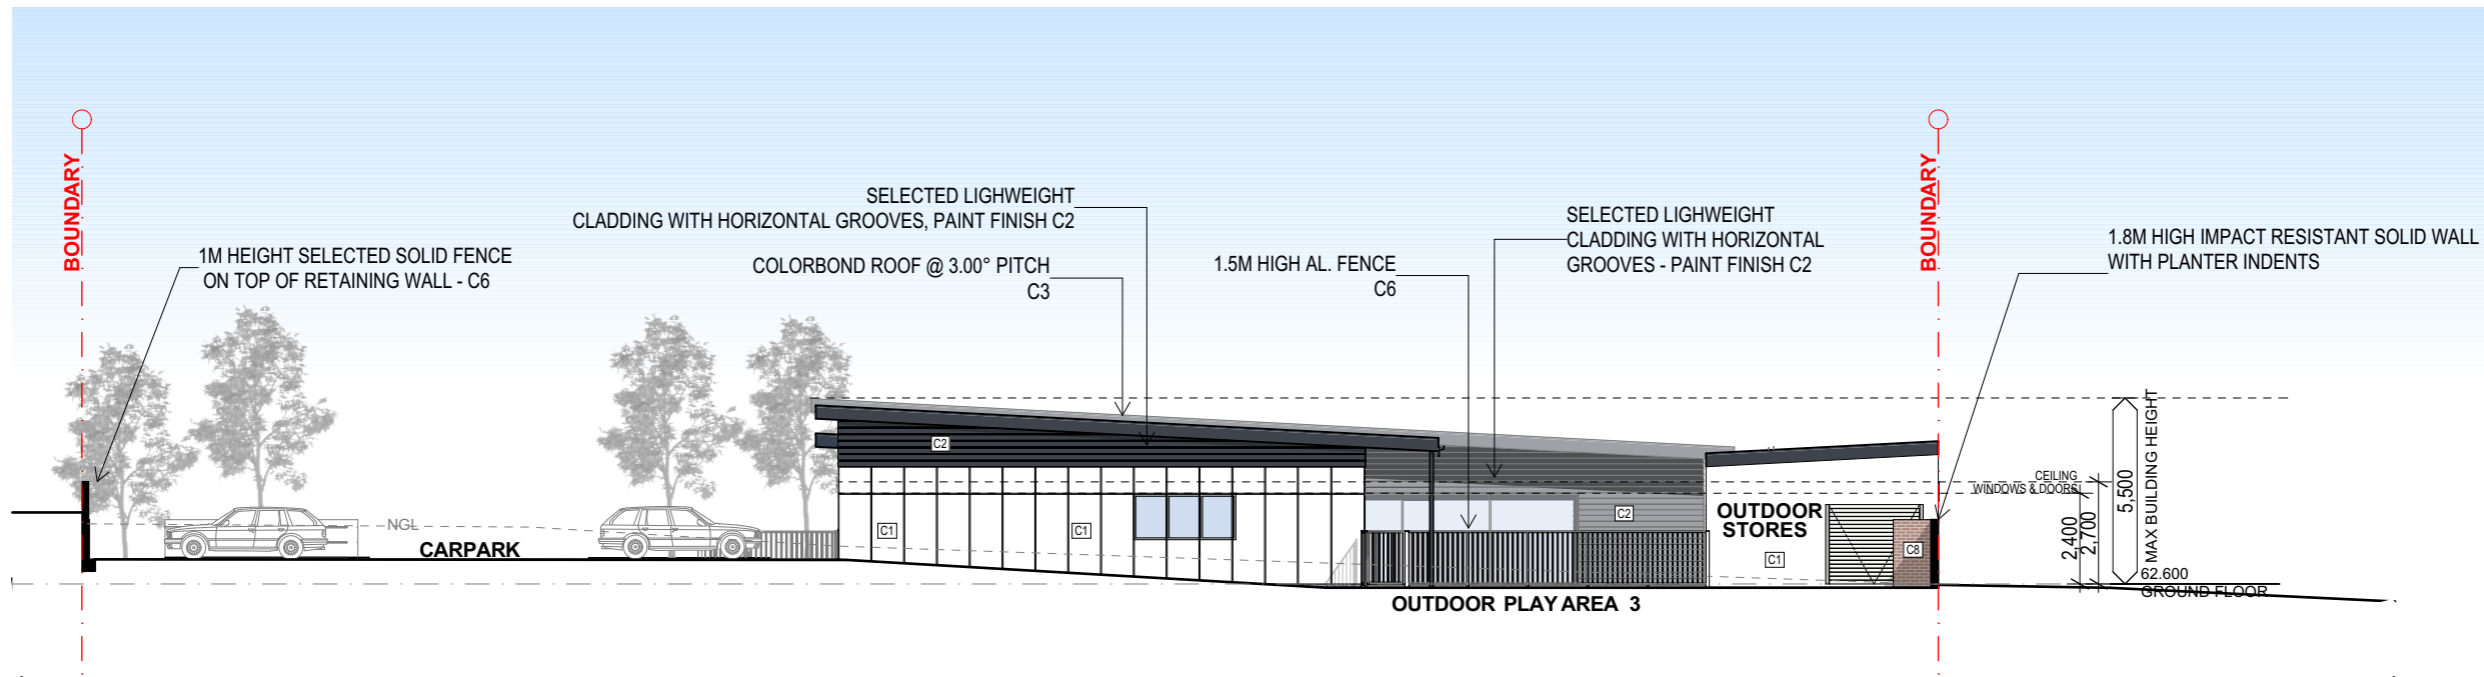 BOUNDARY
1M HEIGHT SELECTED SOLID FENCE
ON TOP OF RETAINING WALL - C6
SELECTED LIGHWEIGHT
CLADDING WITH HORIZONTAL GROOVES, PAINT FINISH C2
COLORBOND ROOF @ 3.00° PITCH
C3
1.5M HIGH AL. FENCE
C6
SELECTED LIGHWEIGHT
CLADDING WITH HORIZONTAL
GROOVES - PAINT FINISH C2
BOUNDARY
1.8M HIGH IMPACT RESISTANT SOLID WALL
WITH PLANTER INDENTS
C2
CEILING
WINDOWS & DOORS
NGL
CARPARK
C1
C1
C2
OUTDOOR
STORES
C1
C8
2,400
2,700
5,500
MAX BUILDING HEIGHT
62.600
GROUND FLOOR
OUTDOOR PLAY AREA 3